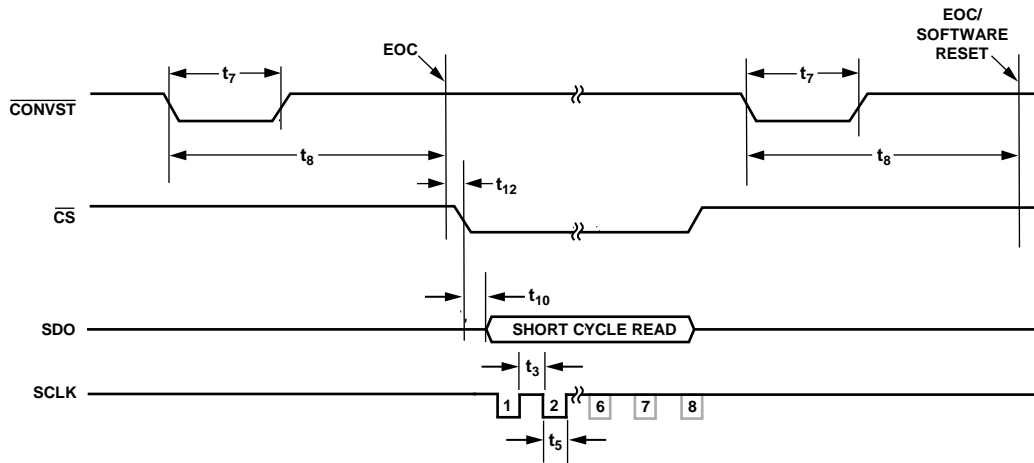 EOC/
SOFTWARE
RESET
EOC
t7
t7
CONVST
t8
t8
t12
CS
t10
SDO
SHORT CYCLE READ
t3
SCLK
1
2
6
7
8
t5